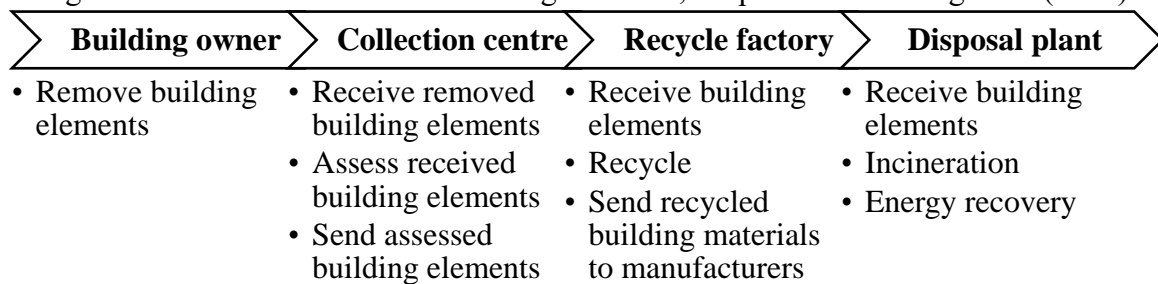 Building owner
Collection centre
Recycle factory
Disposal plant
• Remove building
elements
• Receive removed
building elements
• Assess received
building elements
• Send assessed
building elements
• Receive building
elements
• Recycle
• Send recycled
building materials
to manufacturers
• Receive building
elements
• Incineration
• Energy recovery